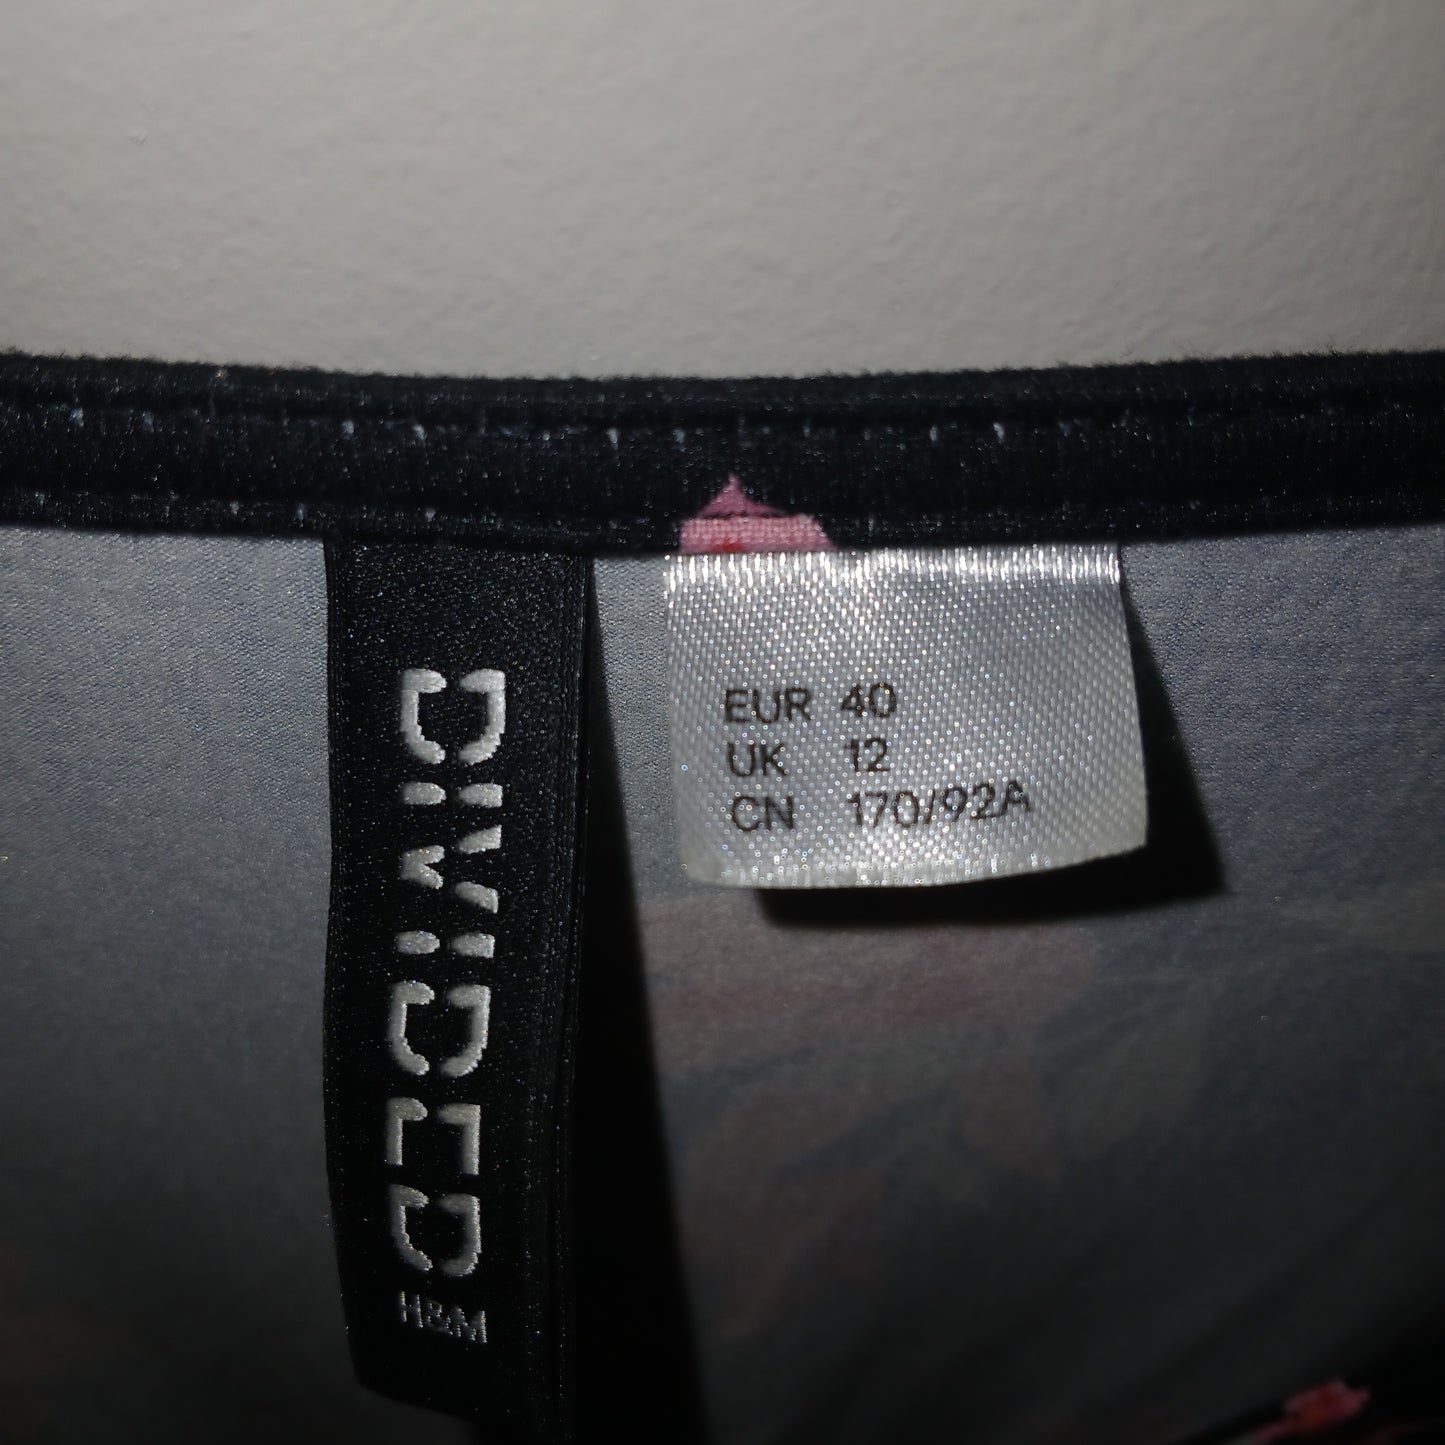 DIVIDED
H&M
EUR 40
UK 12
CN 170/92A